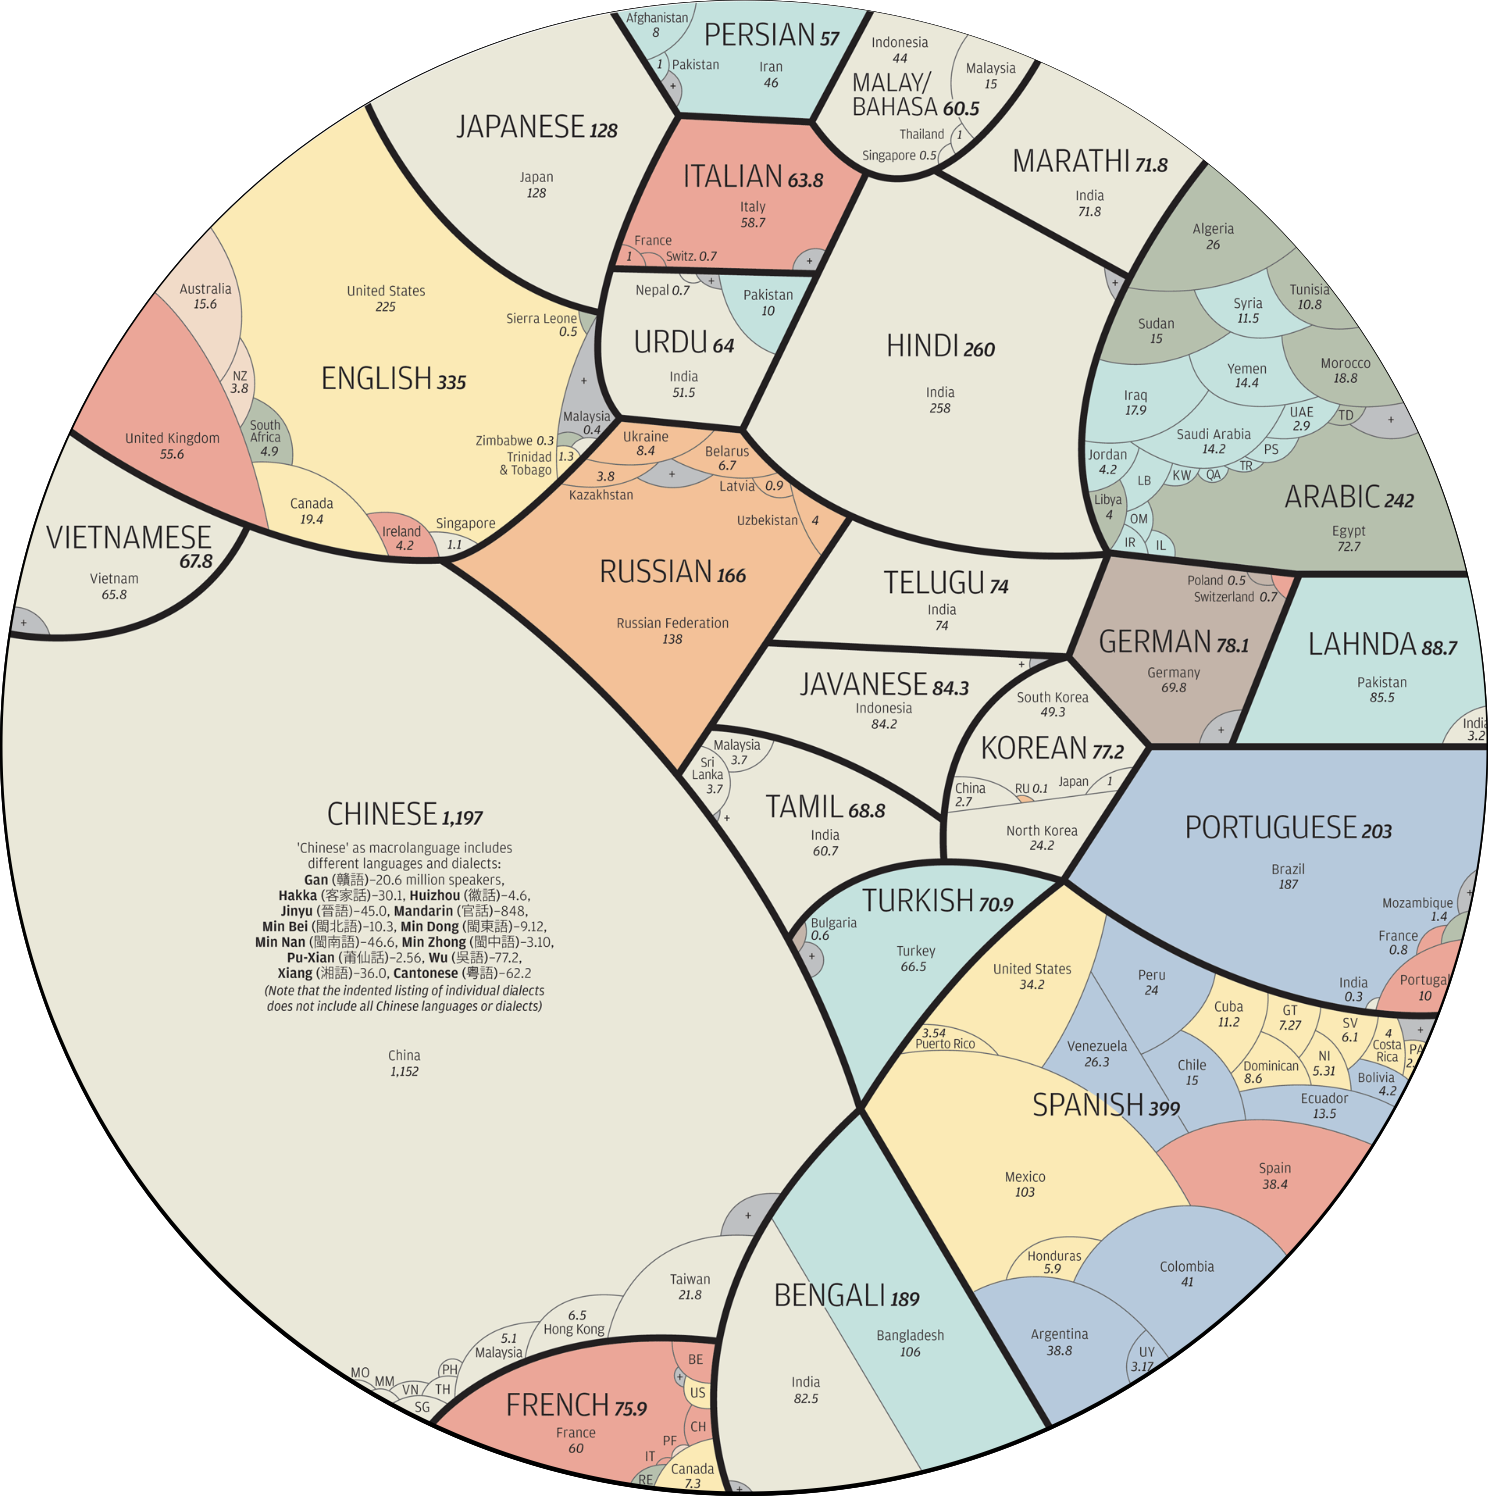 PERSIAN 57
Afghanistan
8
1 Pakistan
+
Iran
46
Indonesia
44
MALAY/
BAHASA 60.5
Malaysia
15
Thailand 1
Singapore 0.5
JAPANESE 128
Japan
128
ITALIAN 63.8
Italy
58.7
France
1
Switz. 0.7
+
MARATHI 71.8
India
71.8
+
ENGLISH 335
United States
225
Australia
15.6
United Kingdom
55.6
NZ
3.8
South
Africa
4.9
Canada
19.4
Ireland
4.2
Singapore
1.1
Sierra Leone
0.5
+
Malaysia
0.4
Zimbabwe 0.3
Trinidad
& Tobago
1.3
URDU 64
Nepal 0.7
+
Pakistan
10
India
51.5
HINDI 260
India
258
ARABIC 242
Egypt
72.7
Algeria
26
Tunisia
10.8
Syria
11.5
Sudan
15
Morocco
18.8
Yemen
14.4
Iraq
17.9
UAE
2.9
TD
+
Saudi Arabia
14.2
PS
TR
QA
KW
LB
Jordan
4.2
Libya
4
OM
IR
IL
VIETNAMESE
67.8
Vietnam
65.8
+
RUSSIAN 166
Russian Federation
138
Ukraine
8.4
Belarus
6.7
3.8
Kazakhstan
+
Latvia 0.9
Uzbekistan 4
TELUGU 74
India
74
GERMAN 78.1
Germany
69.8
Poland 0.5
Switzerland 0.7
+
LAHNDA 88.7
Pakistan
85.5
India
3.2
JAVANESE 84.3
Indonesia
84.2
+
KOREAN 77.2
South Korea
49.3
China
2.7
RU 0.1
Japan 1
North Korea
24.2
TAMIL 68.8
India
60.7
Malaysia
3.7
Sri
Lanka
3.7
+
PORTUGUESE 203
Brazil
187
+
Mozambique
1.4
France
0.8
Portugal
10
India
0.3
CHINESE 1,197
'Chinese' as macrolanguage includes
different languages and dialects:
Gan (贛語)–20.6 million speakers,
Hakka (客家話)–30.1, Huizhou (徽話)–4.6,
Jinyu (晉語)–45.0, Mandarin (官話)–848,
Min Bei (閩北語)–10.3, Min Dong (閩東語)–9.12,
Min Nan (閩南語)–46.6, Min Zhong (閩中語)–3.10,
Pu-Xian (莆仙話)–2.56, Wu (吳語)–77.2,
Xiang (湘語)–36.0, Cantonese (粵語)–62.2
(Note that the indented listing of individual dialects
does not include all Chinese languages or dialects)
China
1,152
+
Taiwan
21.8
6.5
Hong Kong
5.1
Malaysia
PH
TH
VN
SG
MM
MO
TURKISH 70.9
Bulgaria
0.6
+
Turkey
66.5
SPANISH 399
United States
34.2
3.54
Puerto Rico
Mexico
103
Peru
24
Venezuela
26.3
Chile
15
Cuba
11.2
GT
7.27
SV
6.1
4
Costa
Rica
+
PA
2.
Dominican
8.6
NI
5.31
Bolivia
4.2
Ecuador
13.5
Spain
38.4
Honduras
5.9
Colombia
41
Argentina
38.8
UY
3.17
BENGALI 189
Bangladesh
106
India
82.5
+
FRENCH 75.9
France
60
BE
+
US
CH
PF
IT
RE
Canada
7.3